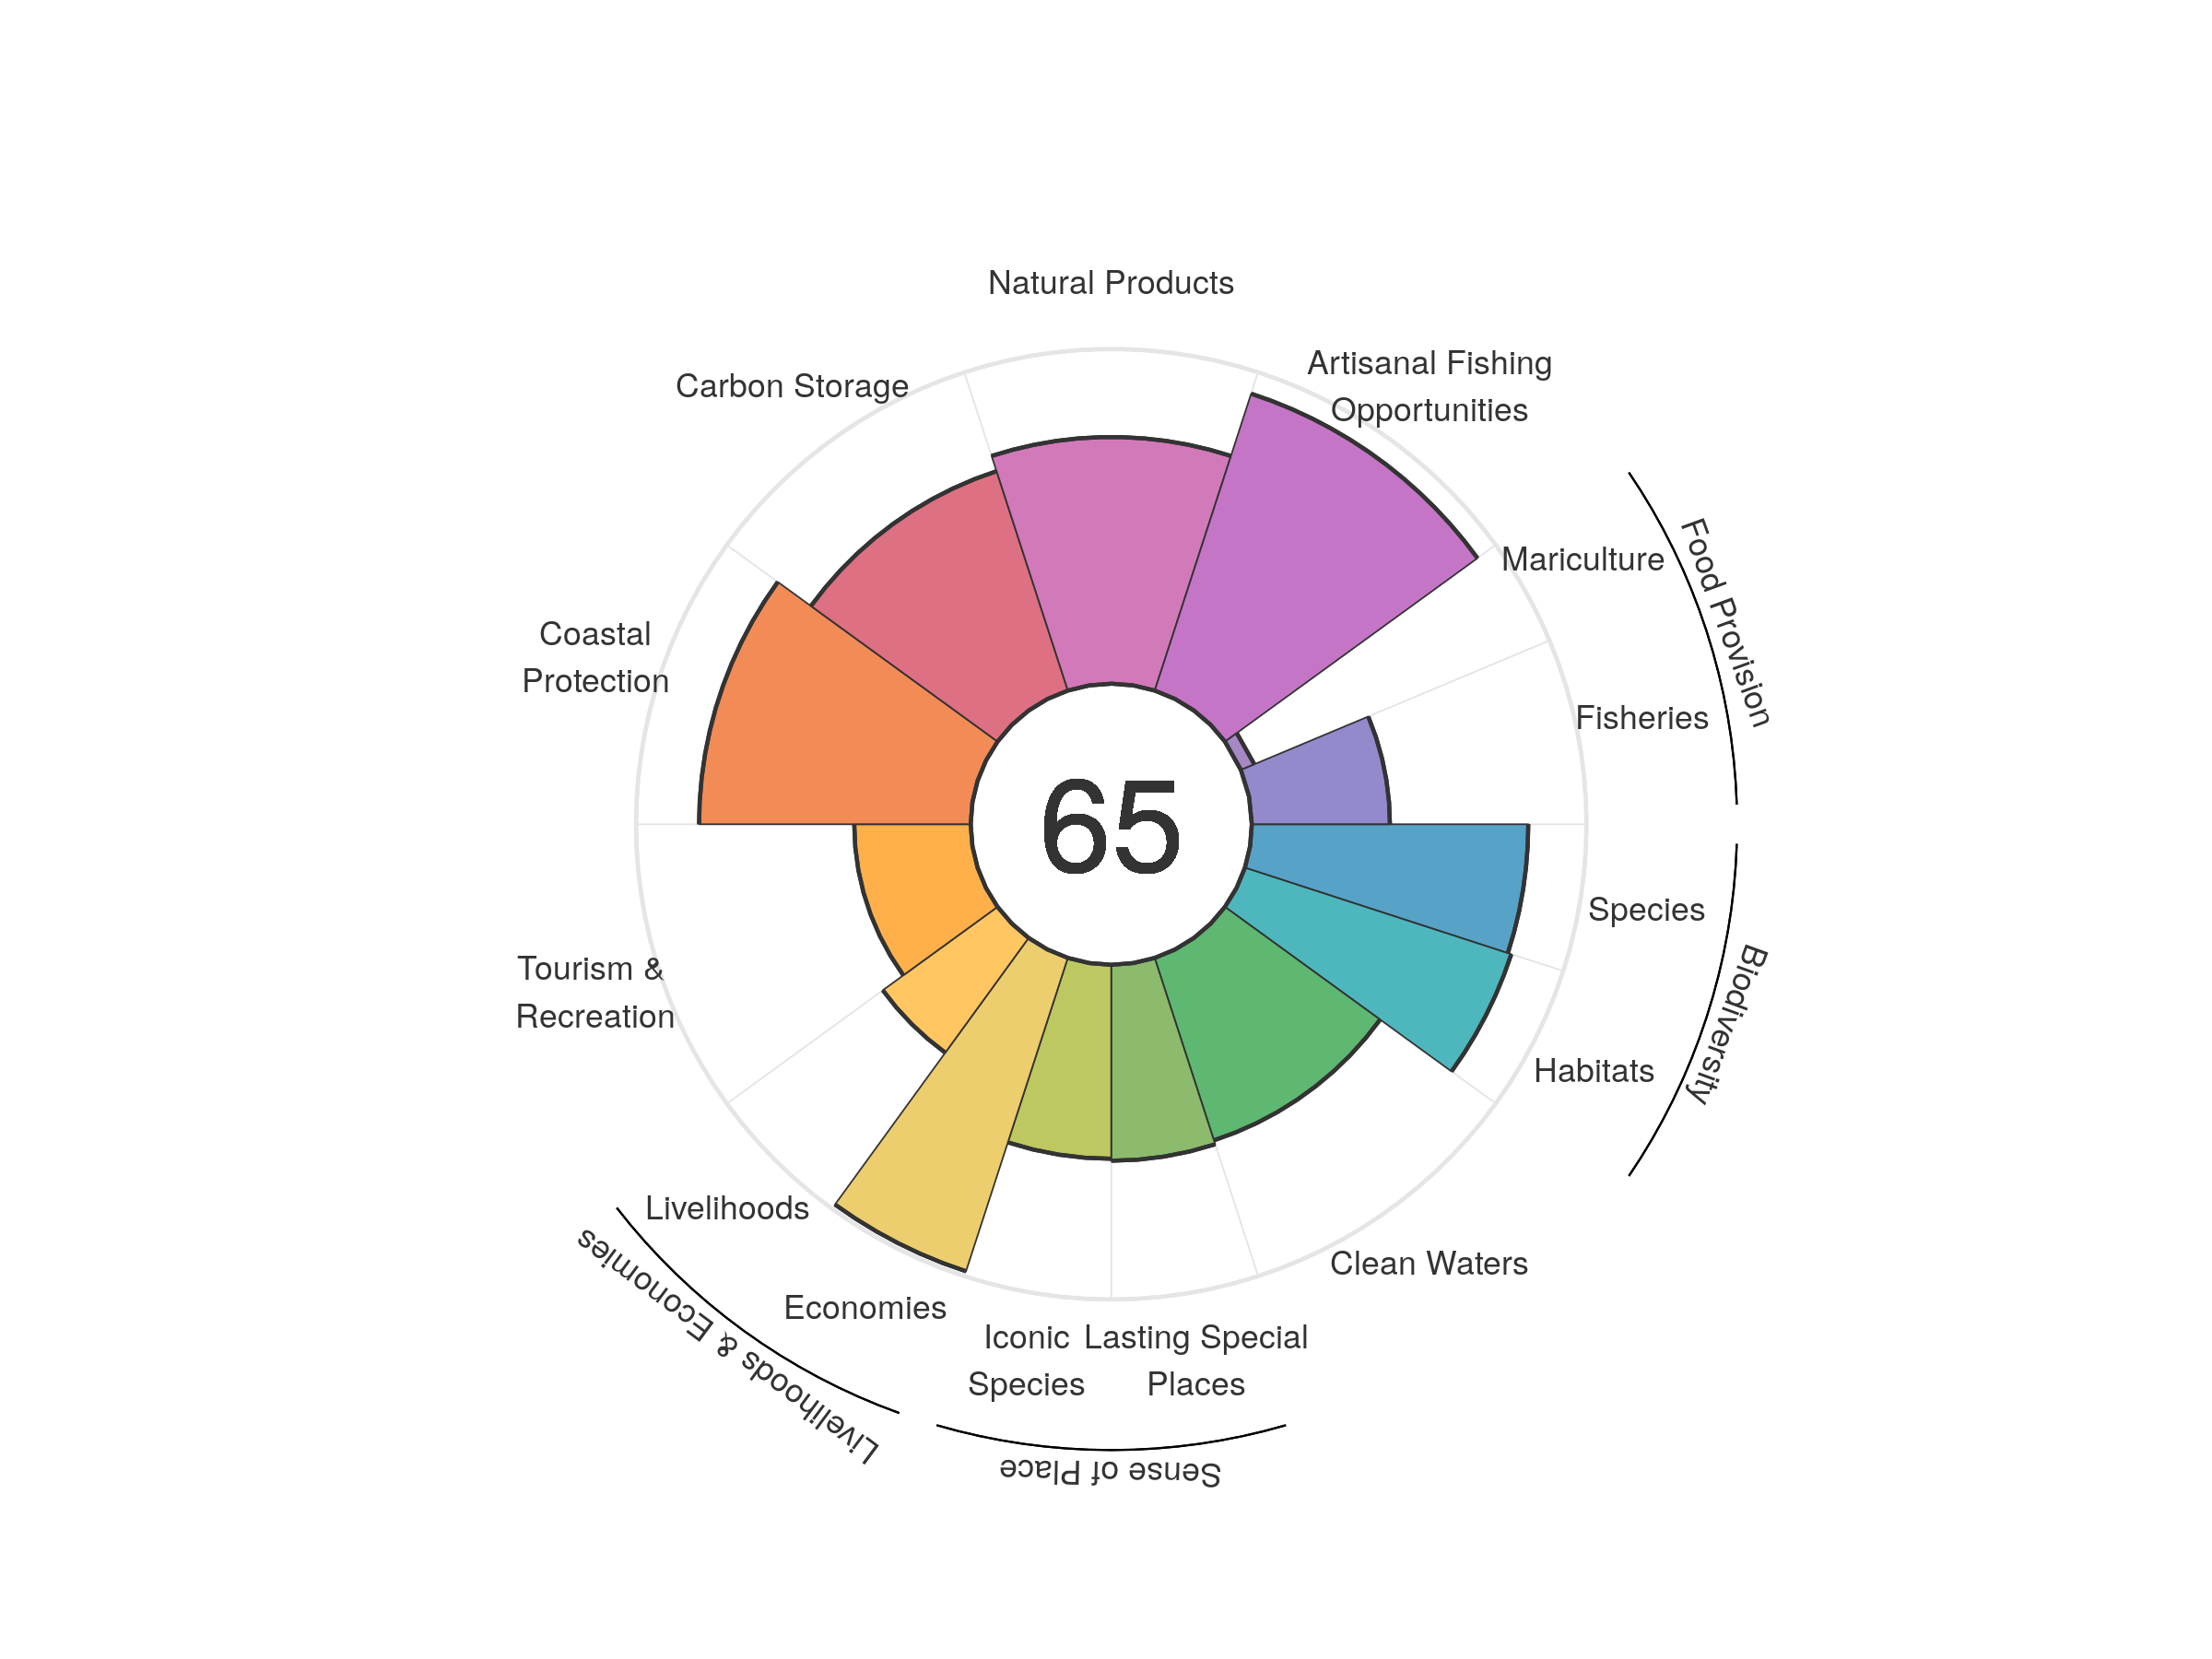 Natural Products
Artisanal Fishing
Opportunities
Carbon Storage
Mariculture
Food Provision
Coastal
Protection
Fisheries
65
Species
Biodiversity
Tourism &
Recreation
Habitats
Livelihoods
Clean Waters
Livelihoods & Economies
Economies
Iconic
Species
Lasting Special
Places
Sense of Place